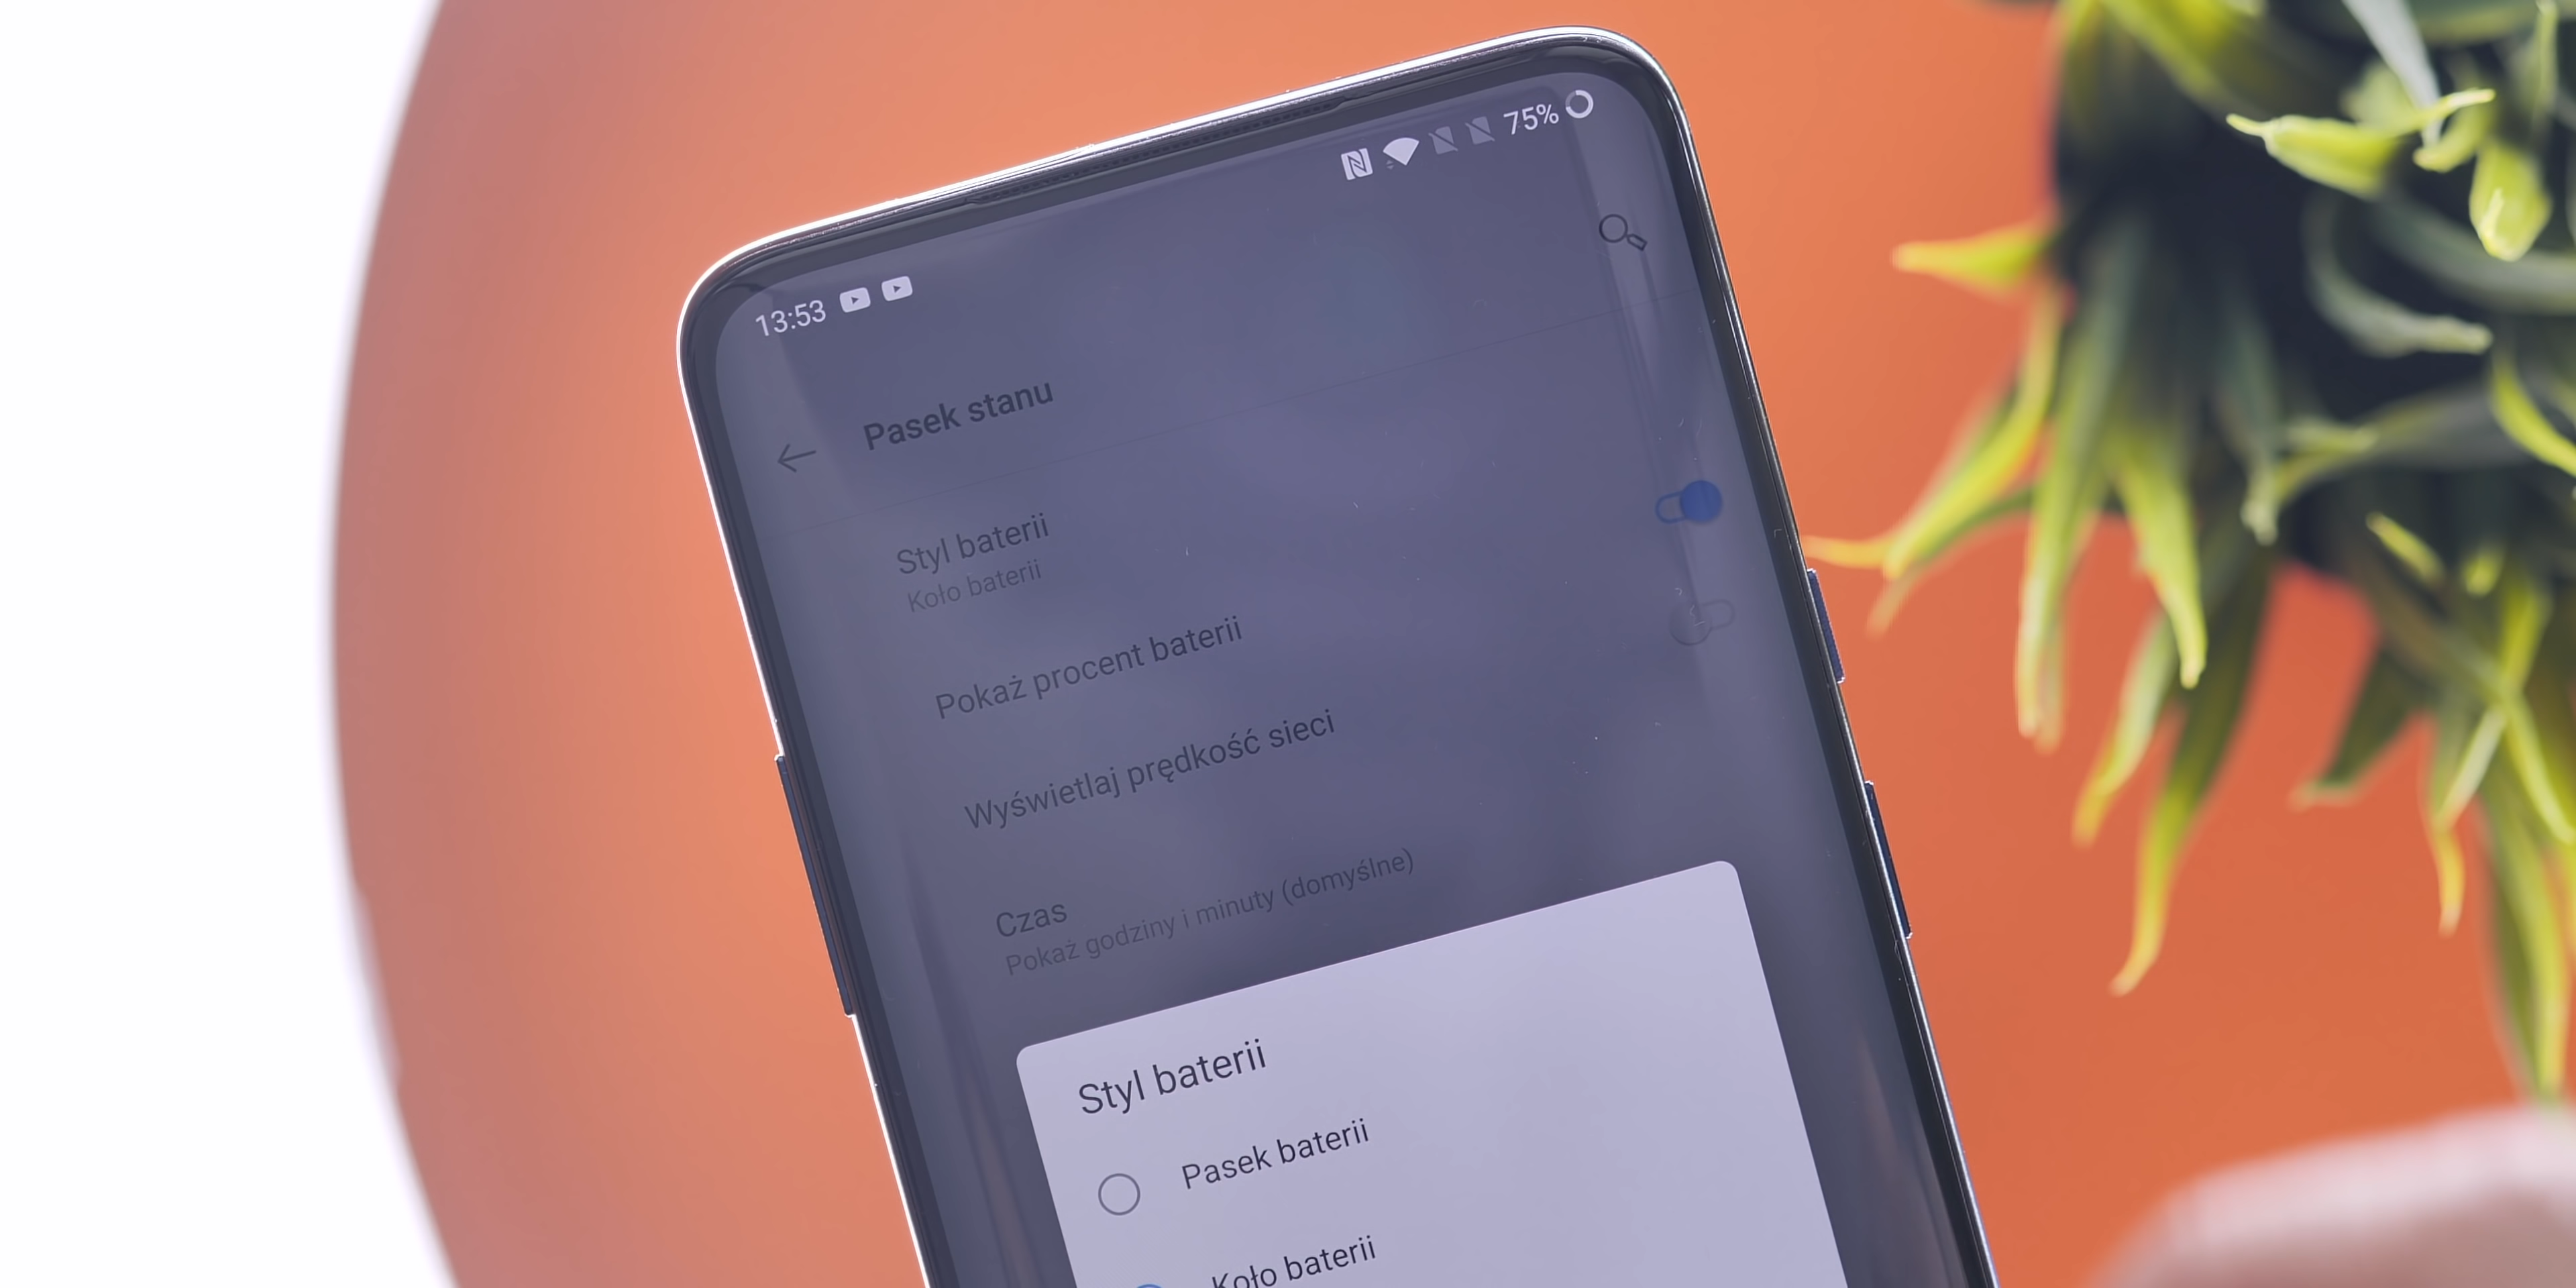 13:53 75%
Pasek stanu
Styl baterii
Koło baterii
Pokaż procent baterii
Wyświetlaj prędkość sieci
Czas
Pokaż godziny i minuty (domyślne)
Styl baterii
Pasek baterii
Koło baterii